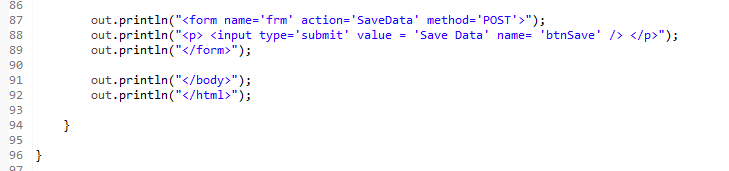 86
87 out.println("<form name='frm' action='SaveData' method='POST'>");
88 out.println("<p> <input type='submit' value = 'Save Data' name= 'btnSave' /> </p>");
89 out.println("</form>");
90
91 out.println("</body>");
92 out.println("</html>");
93
94 }
95
96 }
97